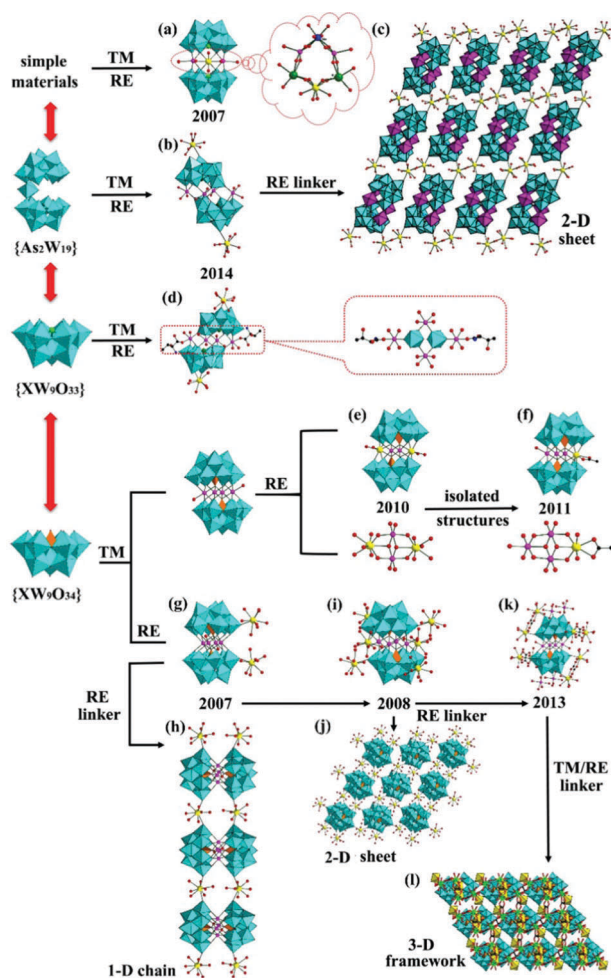 (a)
(c)
simple
materials
TM
RE
2007
(b)
TM
RE
RE linker
{As₂W₁₉}
2014
2-D
sheet
(d)
TM
RE
{XW₉O₃₃}
(e)
(f)
RE
2010
isolated
structures
2011
TM
{XW₉O₃₄}
(g)
(i)
(k)
RE
RE
linker
2007
2008
2013
RE linker
(h)
(j)
TM/RE
linker
2-D sheet
(l)
1-D chain
3-D
framework